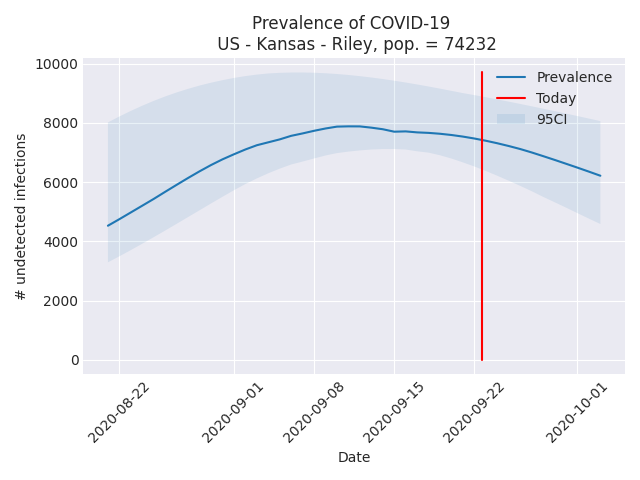 Prevalence of COVID-19
US - Kansas - Riley, pop. = 74232
10000
8000
6000
4000
2000
0
# undetected infections
Prevalence
Today
95CI
2020-08-22
2020-09-01
2020-09-08
2020-09-15
2020-09-22
2020-10-01
Date